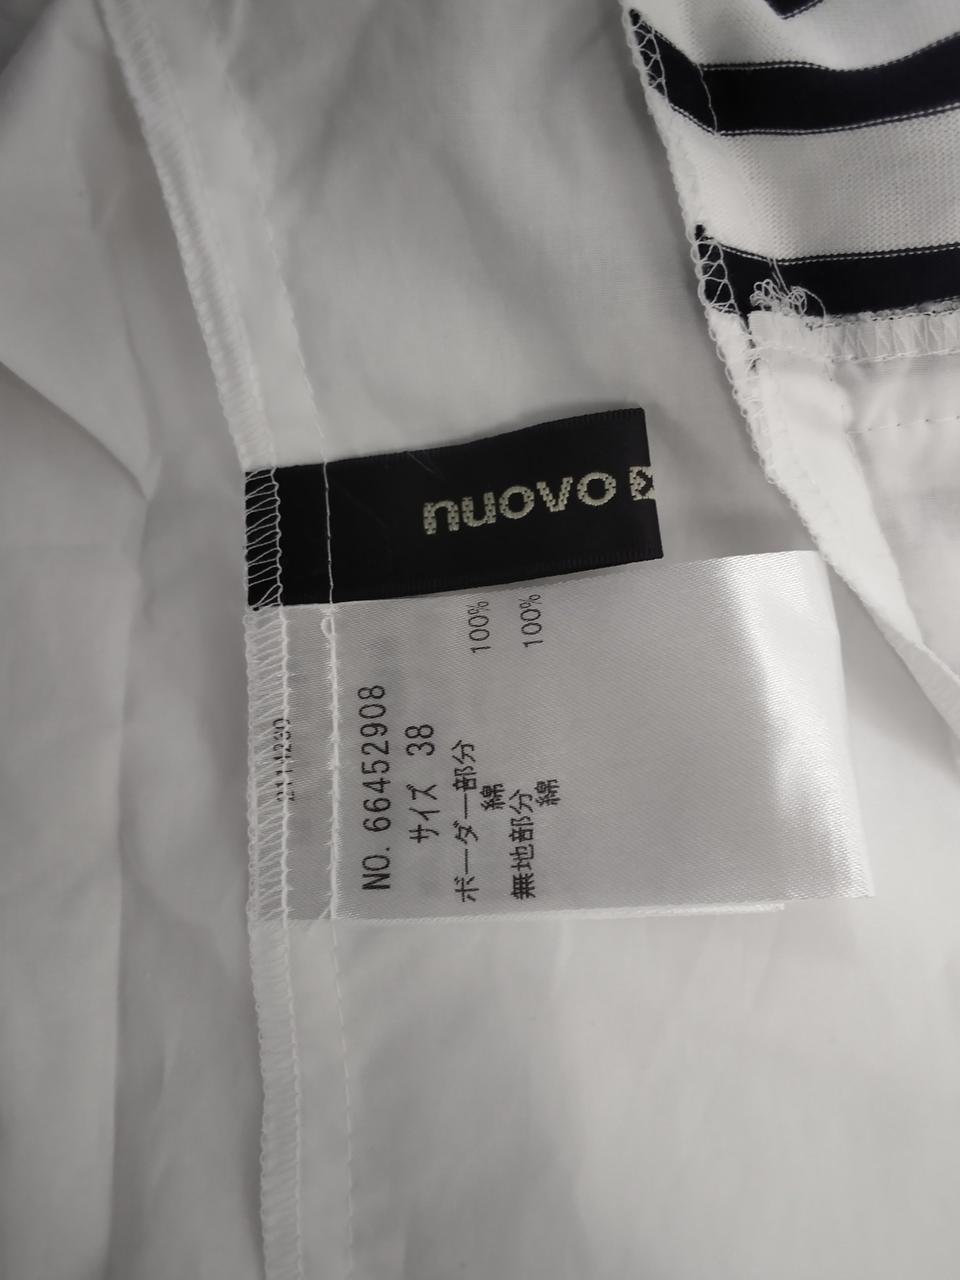 nuovo
NO. 66452908
サイズ 38
ボーダー部分
綿 100%
無地部分
綿 100%